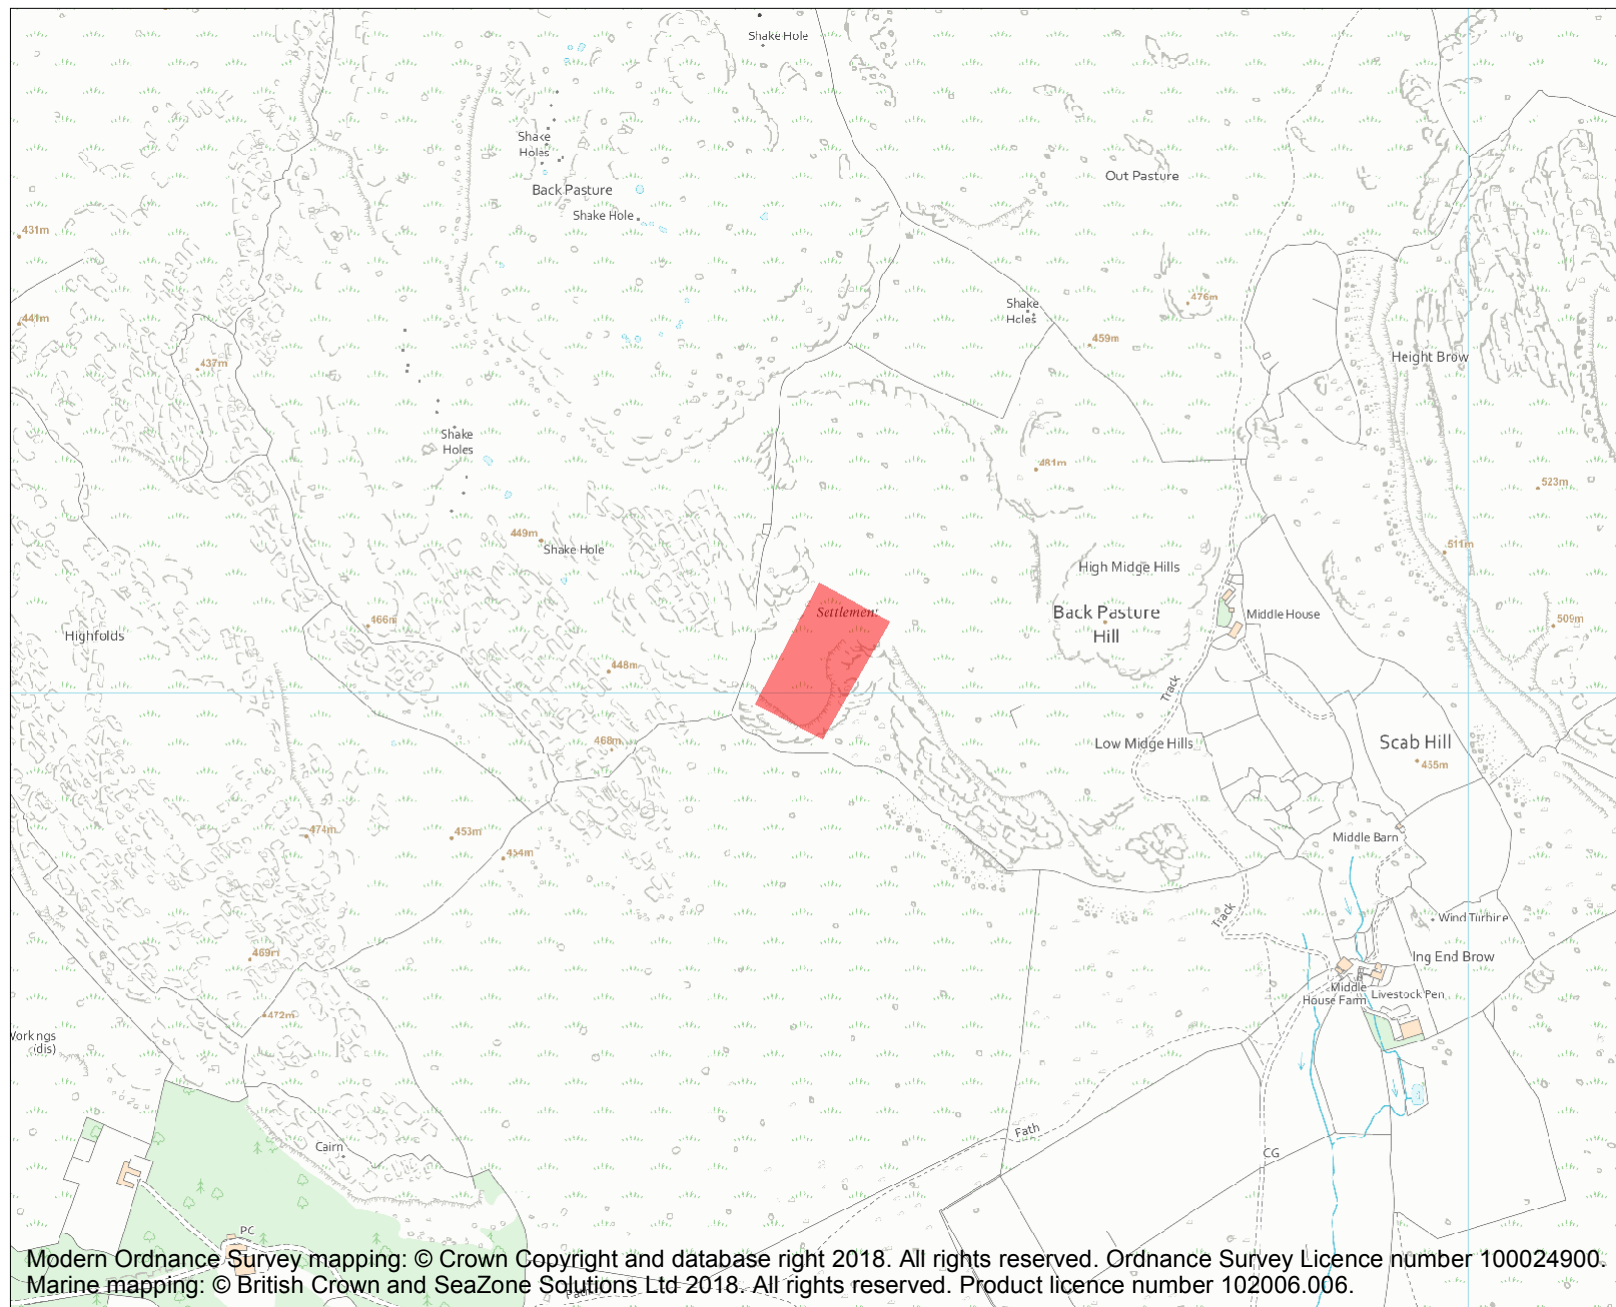 Shake Hole
Shake
Holes
Back Pasture
Shake Hole
Out Pasture
431m
441m
437m
476m
Shake
Holes
459m
Height Brow
Shake
Holes
481m
523m
449m
Shake Hole
511m
High Midge Hills
Back Pasture
Hill
Middle House
Settlement
466m
509m
Highfolds
448m
Track
468m
Low Midge Hills
Scab Hill
465m
474m
453m
454m
Middle Barn
Track
Wind Turbine
469m
Ing End Brow
Middle
House Farm
Livestock Pen
472m
Workings
(dis)
Path
Cairn
CG
PC
Modern Ordnance Survey mapping: © Crown Copyright and database right 2018. All rights reserved. Ordnance Survey Licence number 100024900.
Marine mapping: © British Crown and SeaZone Solutions Ltd 2018. All rights reserved. Product licence number 102006.006.